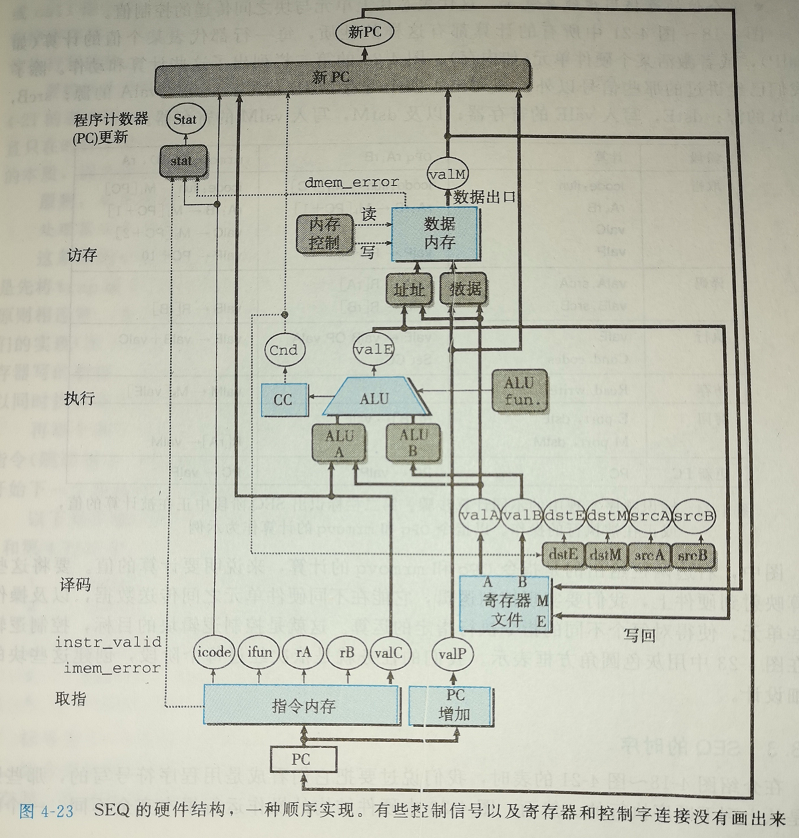 新PC
新 PC
程序计数器
(PC)更新
Stat
stat
dmem_error
valM
数据出口
内存
控制
读
写
数据
内存
访存
址址
数据
Cnd
valE
执行
CC
ALU
ALU
fun.
ALU
A
ALU
B
valA valB dstE dstM srcA srcB
dstE dstM srcA srcB
A B
寄存器 M
文件 E
写回
译码
instr_valid
imem_error
icode ifun rA rB valC valP
取指
指令内存
PC
增加
PC
图 4-23 SEQ 的硬件结构，一种顺序实现。有些控制信号以及寄存器和控制字连接没有画出来